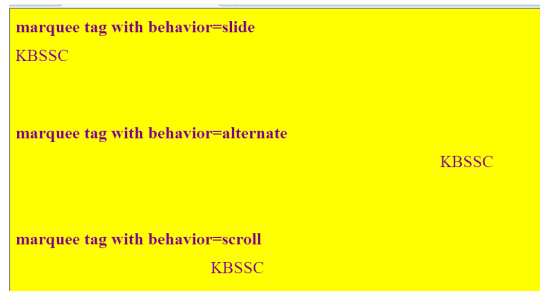 marquee tag with behavior=slide
KBSSC
marquee tag with behavior=alternate
KBSSC
marquee tag with behavior=scroll
KBSSC